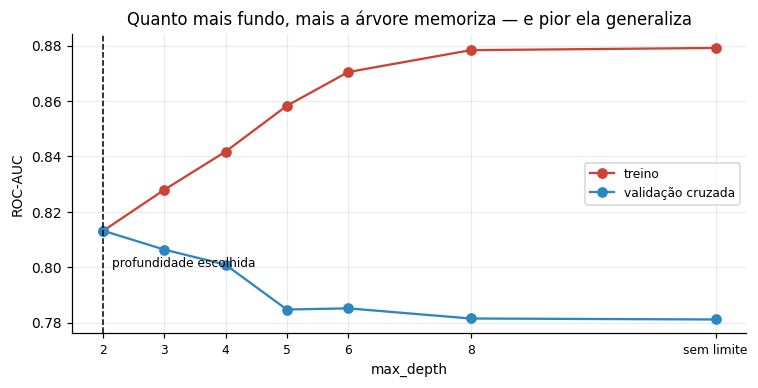 Quanto mais fundo, mais a árvore memoriza — e pior ela generaliza
0.88
0.86
0.84
0.82
0.80
0.78
ROC-AUC
treino
validação cruzada
profundidade escolhida
2
3
4
5
6
8
sem limite
max_depth